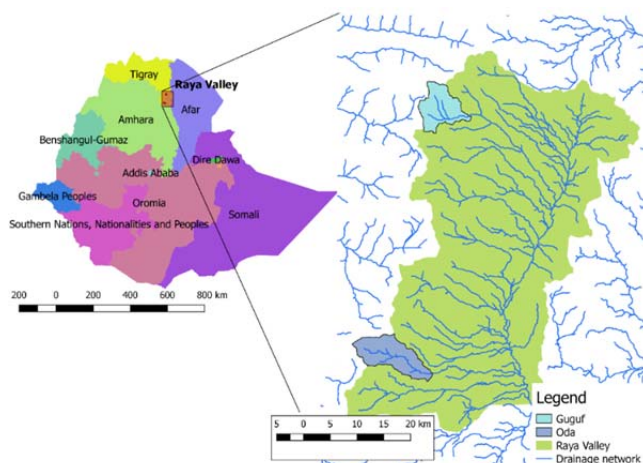 Tigray
Raya Valley
Amhara
Afar
Benshangul-Gumaz
Dire Dawa
Addis Ababa
Gambela Peoples
Oromia
Somali
Southern Nations, Nationalities and Peoples
200 0 200 400 600 800 km
5 0 5 10 15 20 km
Legend
Guguf
Oda
Raya Valley
Drainage network